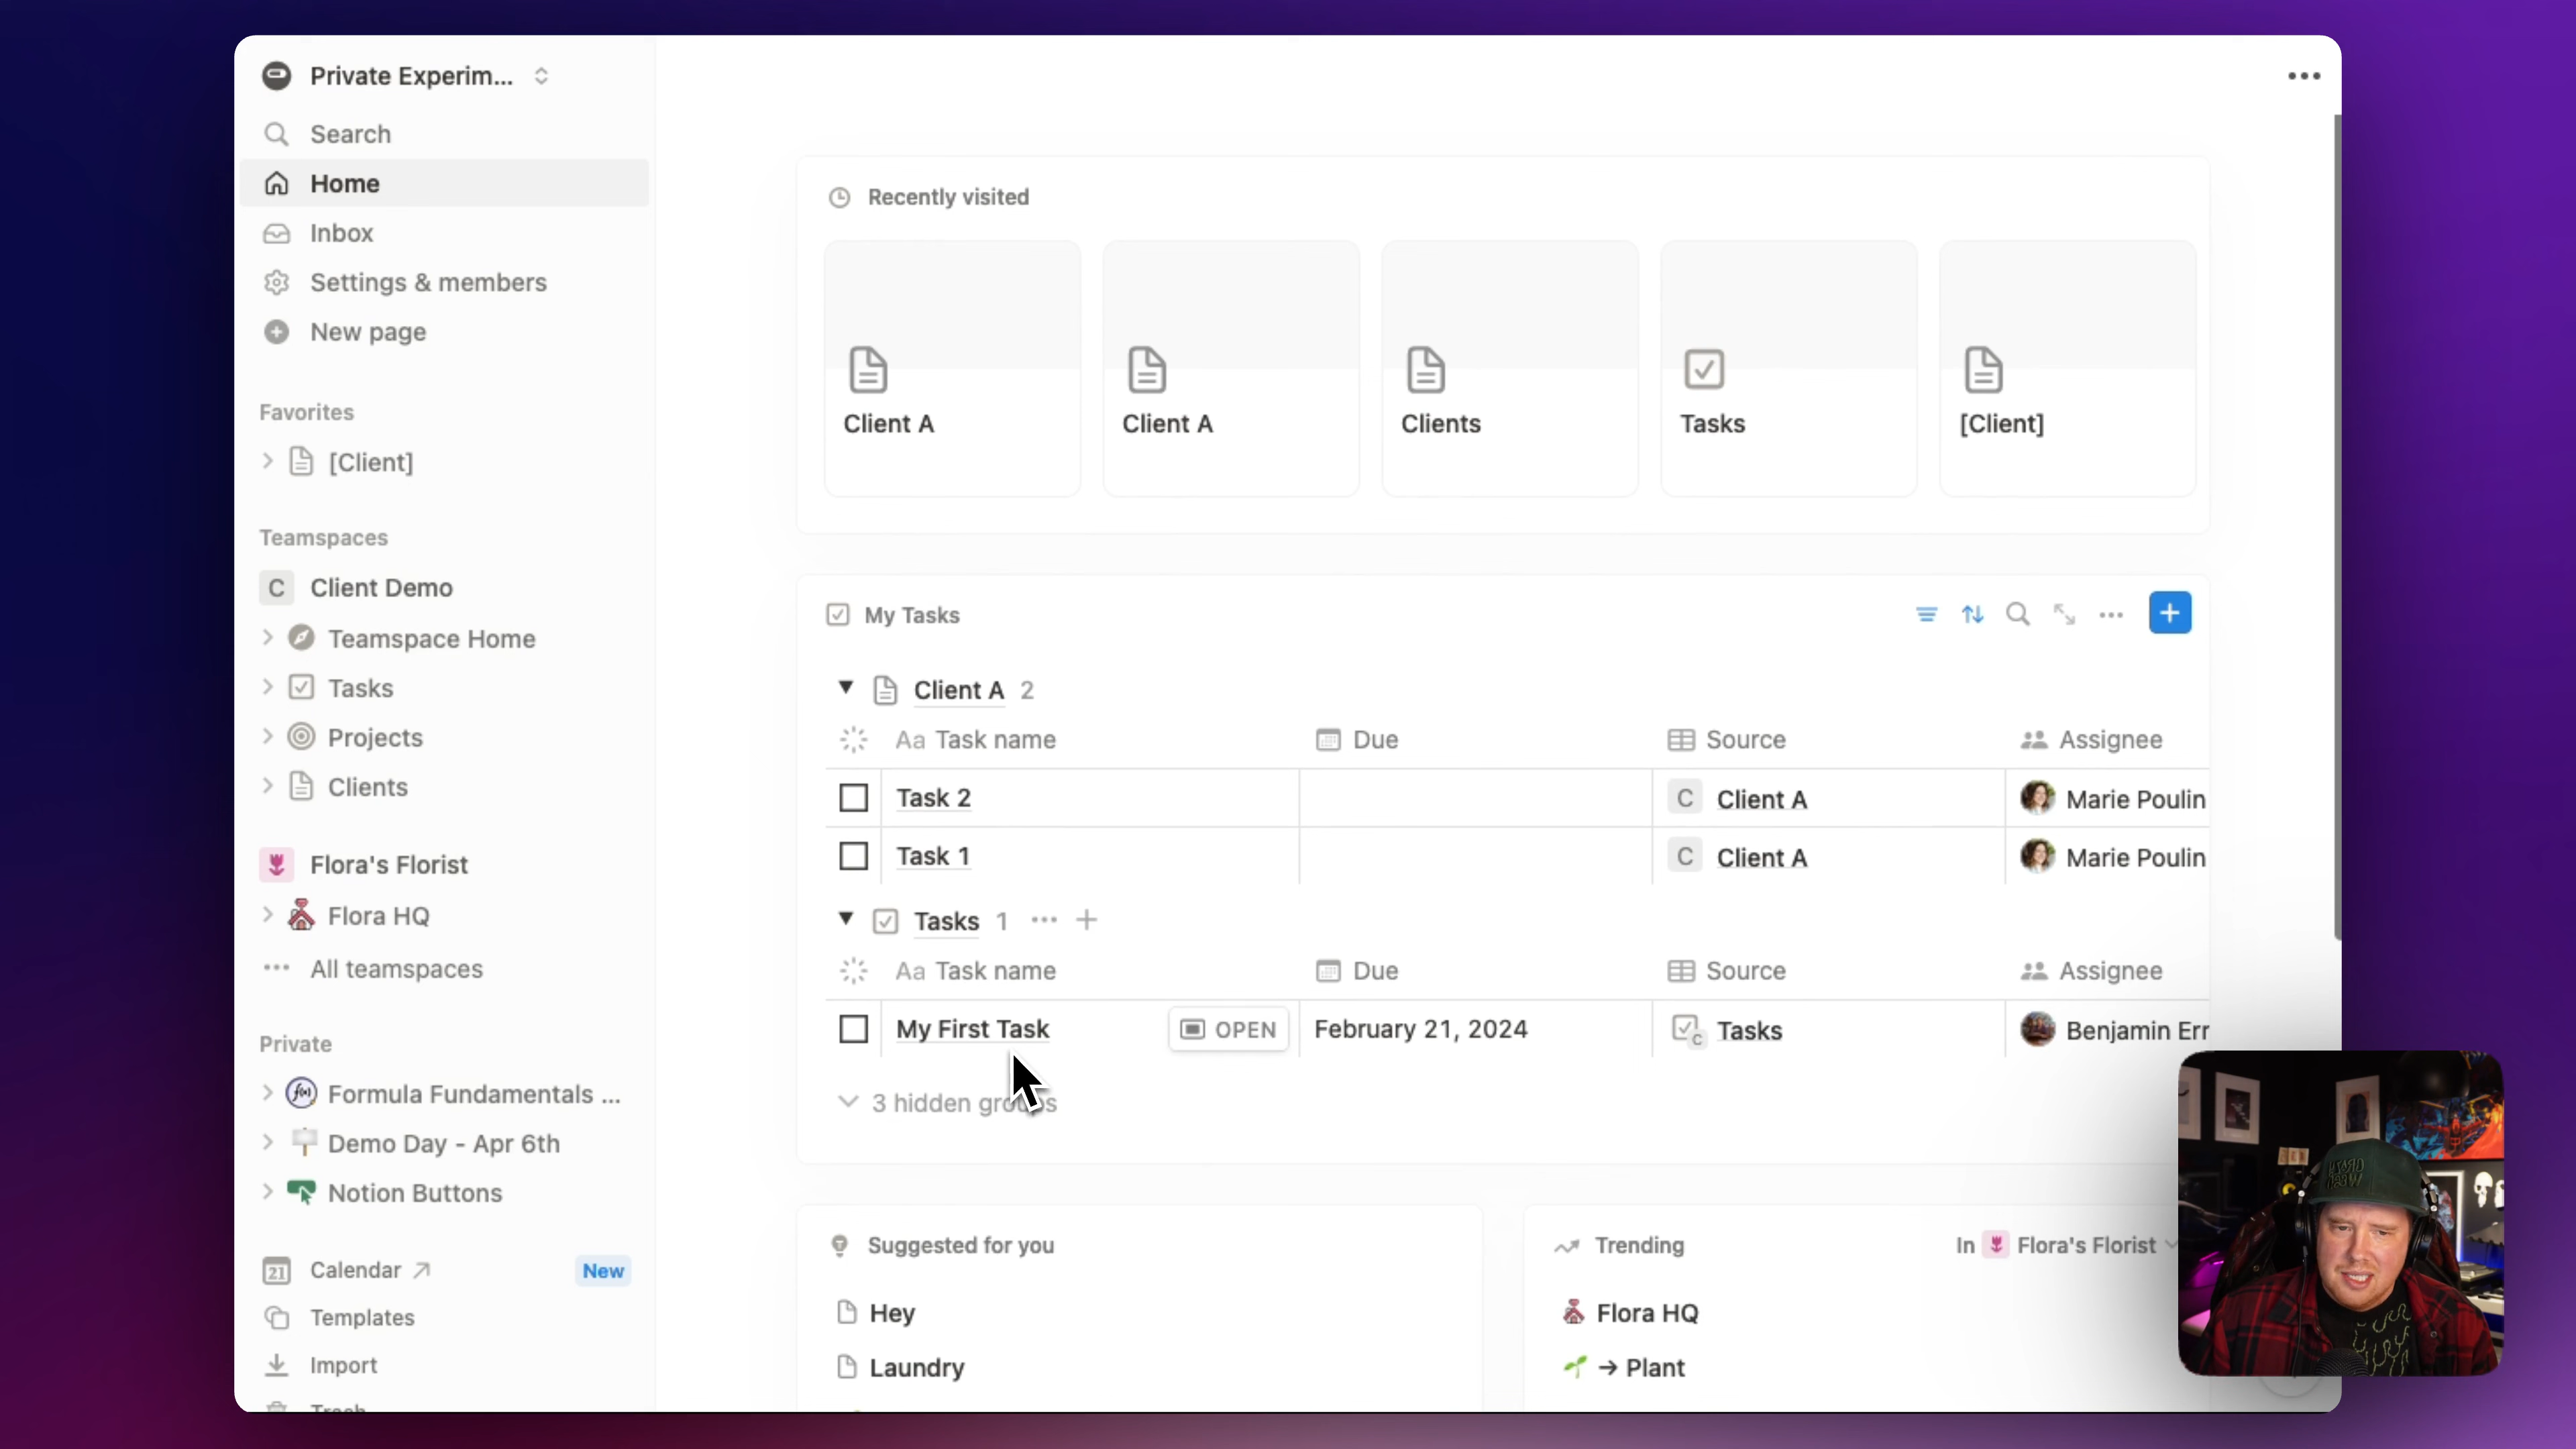 Private Experim...
Search
Home
Inbox
Settings & members
New page
Favorites
[Client]
Teamspaces
C Client Demo
Teamspace Home
Tasks
Projects
Clients
Flora's Florist
Flora HQ
All teamspaces
Private
Formula Fundamentals ...
Demo Day - Apr 6th
Notion Buttons
21 Calendar ↗ New
Templates
Import
Recently visited
Client A
Client A
Clients
Tasks
[Client]
My Tasks
Client A 2
Aa Task name Due Source Assignee
Task 2 C Client A Marie Poulin
Task 1 C Client A Marie Poulin
Tasks 1
Aa Task name Due Source Assignee
My First Task OPEN February 21, 2024 C Tasks Benjamin Err
3 hidden groups
Suggested for you
Hey
Laundry
Trending In Flora's Florist
Flora HQ
→ Plant